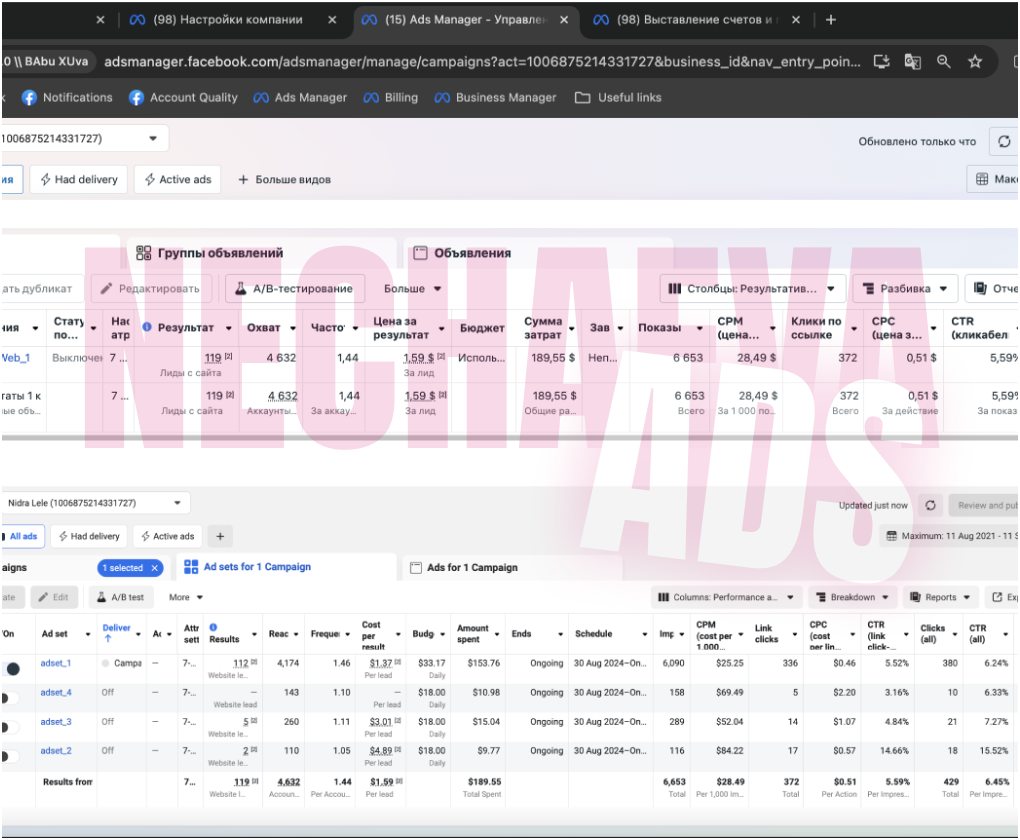 (98) Настройки компании
(15) Ads Manager - Управлен
(98) Выставление счетов и
.0 \\ BAbu XUva adsmanager.facebook.com/adsmanager/manage/campaigns?act=1006875214331727&business_id&nav_entry_poin...
Notifications Account Quality Ads Manager Billing Business Manager Useful links
1006875214331727) Обновлено только что
ия Had delivery Active ads + Больше видов Мак
Группы объявлений Объявления
ать дубликат Редактировать A/B-тестирование Больше Столбцы: Результатив... Разбивка Отче
ния Стату по... Нас атр Результат Охват Часто Цена за результат Бюджет Сумма затрат Зав Показы CPM (цена... Клики по ссылке CPC (цена з... CTR (кликабел
Web_1 Выключен 7 ... 119 [2] 4 632 1,44 1,59 $ [2] Исполь... 189,55 $ Неп... 6 653 28,49 $ 372 0,51 $ 5,59%
Лиды с сайта За лид
гаты 1 к 7 ... 119 [2] 4 632 1,44 1,59 $ [2] 189,55 $ 6 653 28,49 $ 372 0,51 $ 5,59%
ные объ... Лиды с сайта Аккаунты... За аккау... За лид Общие ра... Всего За 1 000 по... Всего За действие За показ
NECHAEVA
ADS
Nidra Lele (1006875214331727) Updated just now Review and pub
All ads Had delivery Active ads + Maximum: 11 Aug 2021 - 11 S
aigns 1 selected Ad sets for 1 Campaign Ads for 1 Campaign
ate Edit A/B test More Columns: Performance a... Breakdown Reports Exp
On Ad set Deliver ↑ Ac Attr sett Results Reac Freque Cost per result Budg Amount spent Ends Schedule Imp CPM (cost per 1,000... Link clicks CPC (cost per lin... CTR (link click-... Clicks (all) CTR (all)
adset_1 Campa — 7-... 112 [2] 4,174 1.46 $1.37 [2] $33.17 $153.76 Ongoing 30 Aug 2024–On... 6,090 $25.25 336 $0.46 5.52% 380 6.24%
Website le... Per lead Daily
adset_4 Off — 7-... — 143 1.10 — $18.00 $10.98 Ongoing 30 Aug 2024–On... 158 $69.49 5 $2.20 3.16% 10 6.33%
Website lead Per lead Daily
adset_3 Off — 7-... 5 [2] 260 1.11 $3.01 [2] $18.00 $15.04 Ongoing 30 Aug 2024–On... 289 $52.04 14 $1.07 4.84% 21 7.27%
Website le... Per lead Daily
adset_2 Off — 7-... 2 [2] 110 1.05 $4.89 [2] $18.00 $9.77 Ongoing 30 Aug 2024–On... 116 $84.22 17 $0.57 14.66% 18 15.52%
Website le... Per lead Daily
Results from 7... 119 [2] 4,632 1.44 $1.59 [2] $189.55 6,653 $28.49 372 $0.51 5.59% 429 6.45%
Website l... Accoun... Per Accou... Per lead Total Spent Total Per 1,000 Im... Total Per Action Per Impres... Total Per Impre...